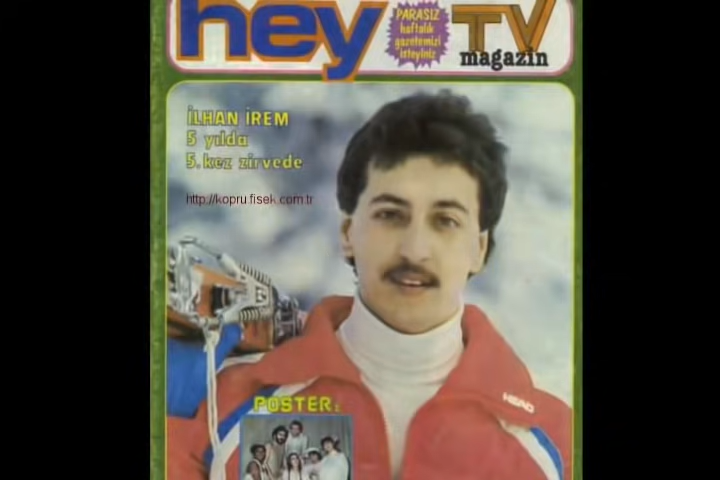 hey
PARASIZ
haftalık
gazetemizi
isteyiniz
TV
magazin
İLHAN İREM
5 yılda
5. kez zirvede
http://kopru.fisek.com.tr
HEAD
POSTER: